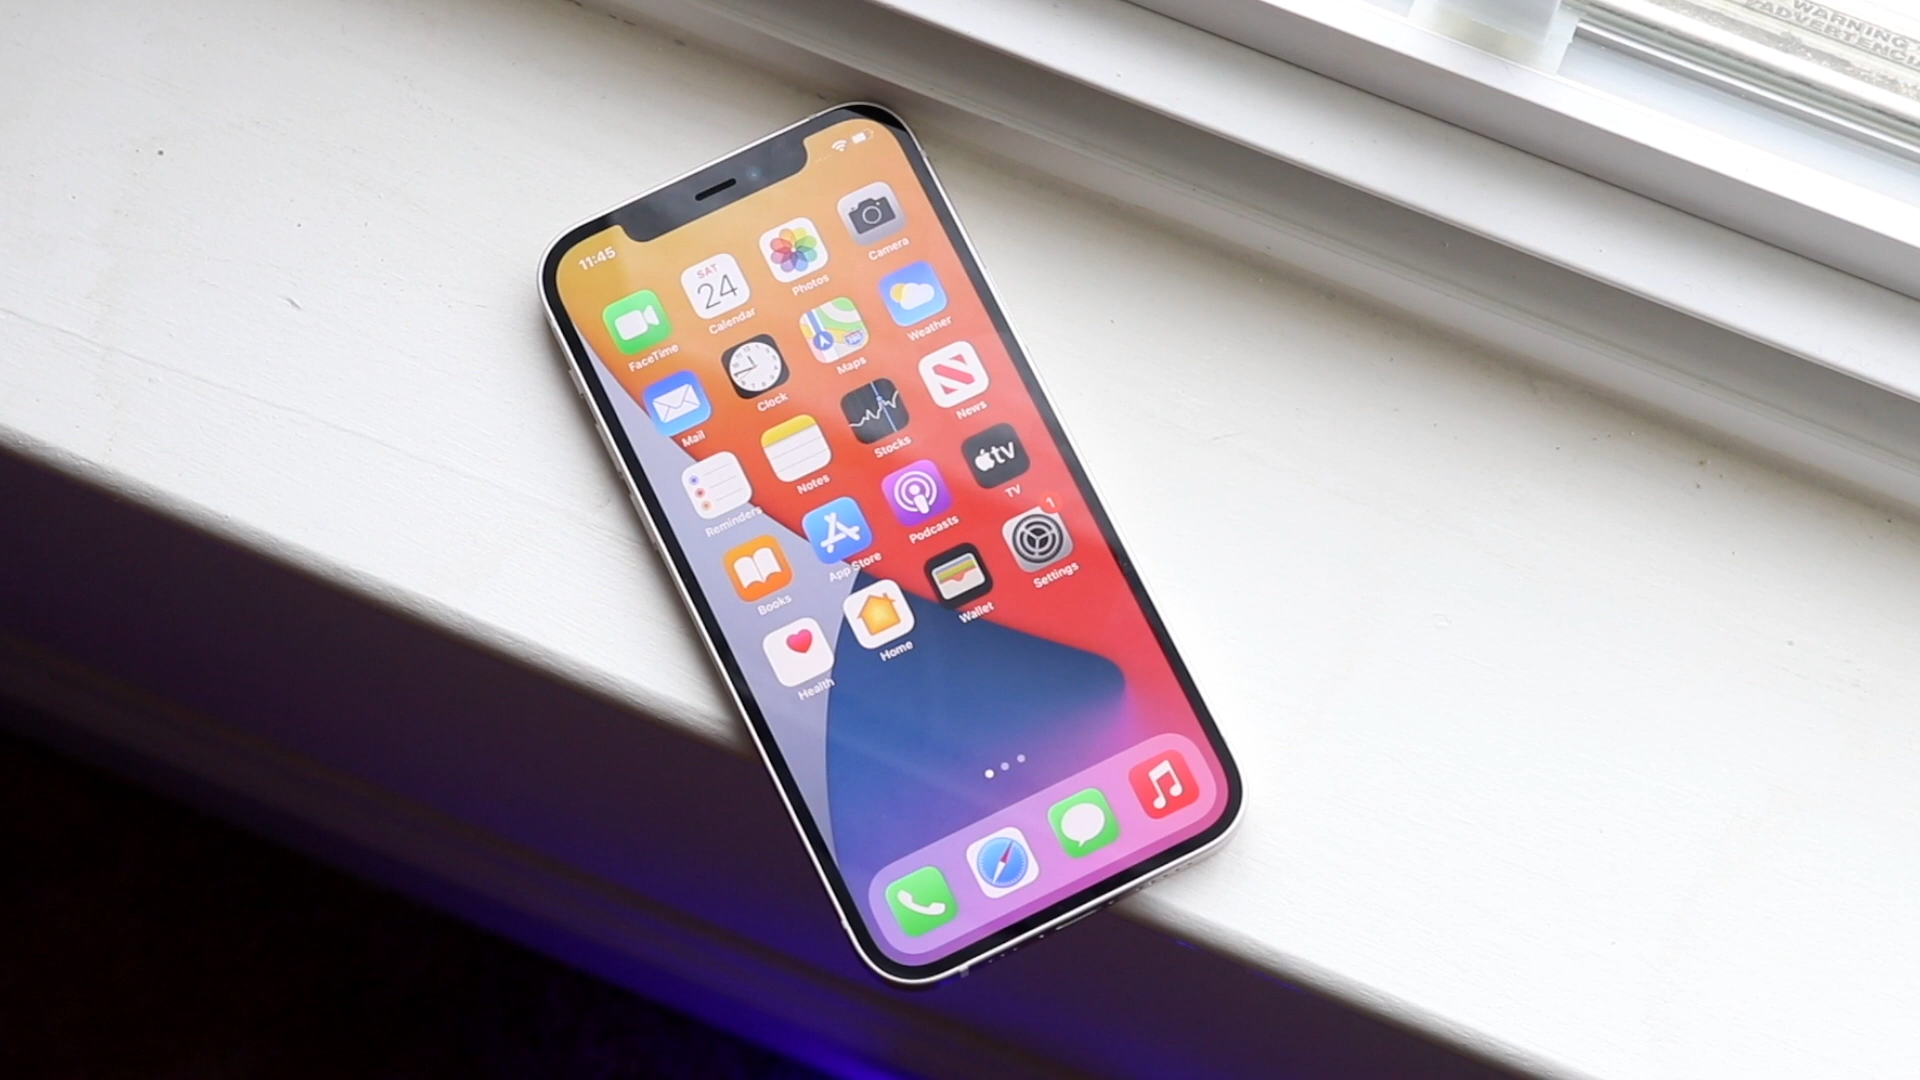 WARNING
ADVERTENCIA
11:45
FaceTime
SAT
24
Calendar
Photos
Camera
Mail
Clock
Maps
Weather
Reminders
Notes
Stocks
News
Books
App Store
Podcasts
tv
TV
Health
Home
Wallet
1
Settings